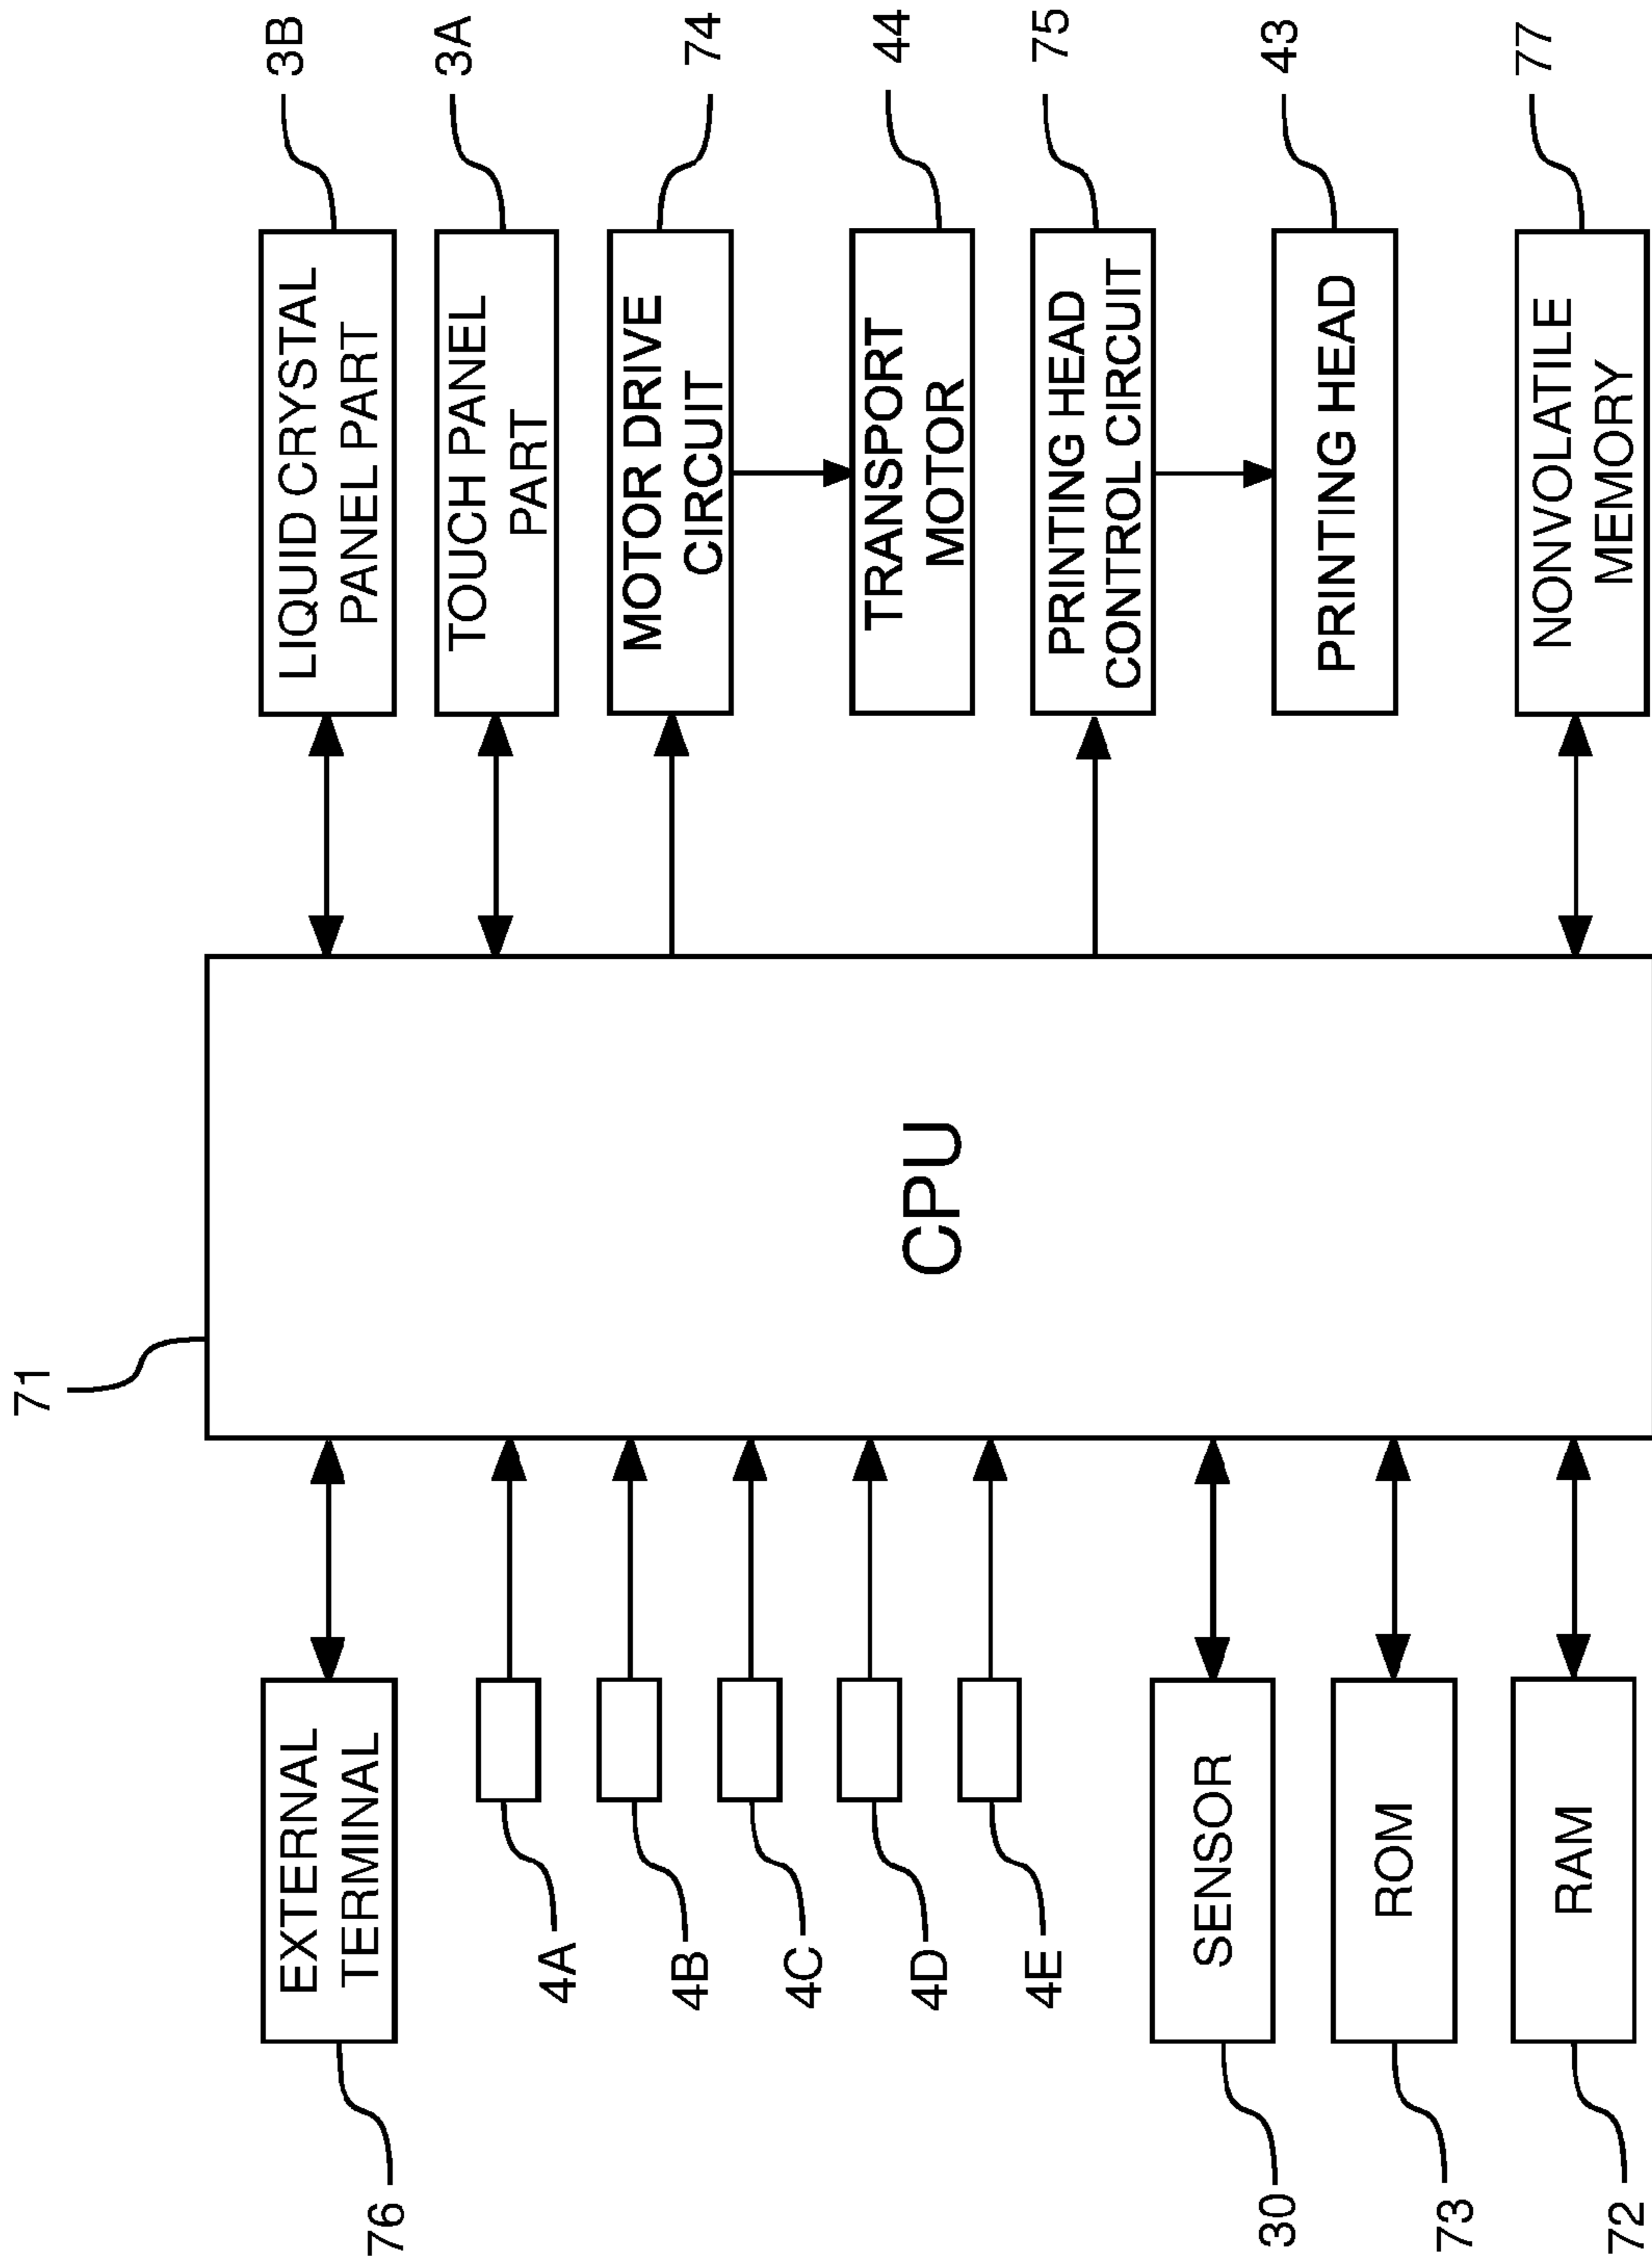 71
CPU
EXTERNAL
TERMINAL
76
4A
4B
4C
4D
4E
SENSOR
30
ROM
73
RAM
72
LIQUID CRYSTAL
PANEL PART
3B
TOUCH PANEL
PART
3A
MOTOR DRIVE
CIRCUIT
74
TRANSPORT
MOTOR
44
PRINTING HEAD
CONTROL CIRCUIT
75
PRINTING HEAD
43
NONVOLATILE
MEMORY
77